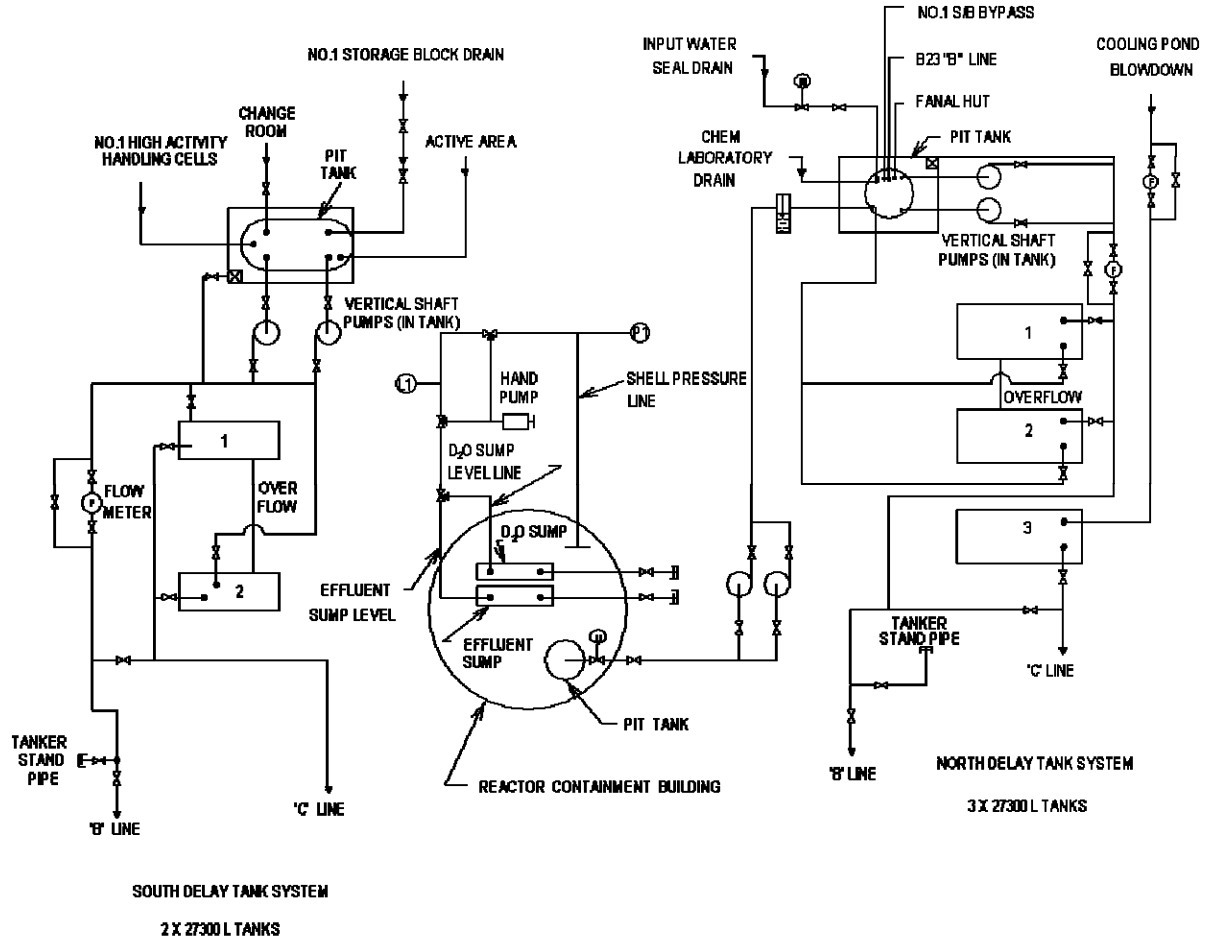 NO.1 S/B BYPASS
INPUT WATER
SEAL DRAIN
COOLING POND
BLOWDOWN
NO.1 STORAGE BLOCK DRAIN
B23 "B" LINE
M
FANAL HUT
CHANGE
ROOM
CHEM
LABORATORY
DRAIN
PIT TANK
NO.1 HIGH ACTIVITY
HANDLING CELLS
PIT
TANK
ACTIVE AREA
F
VERTICAL SHAFT
PUMPS (IN TANK)
F
VERTICAL SHAFT
PUMPS (IN TANK)
P1
1
L1
HAND
PUMP
SHELL PRESSURE
LINE
OVERFLOW
2
1
D₂O SUMP
LEVEL LINE
OVER
FLOW
FLOW
METER
F
D₂O SUMP
3
2
EFFLUENT
SUMP LEVEL
EFFLUENT
SUMP
M
TANKER
STAND PIPE
'C' LINE
PIT TANK
TANKER
STAND
PIPE
REACTOR CONTAINMENT BUILDING
'B' LINE
NORTH DELAY TANK SYSTEM
3 X 27300 L TANKS
'C' LINE
'B' LINE
SOUTH DELAY TANK SYSTEM
2 X 27300 L TANKS